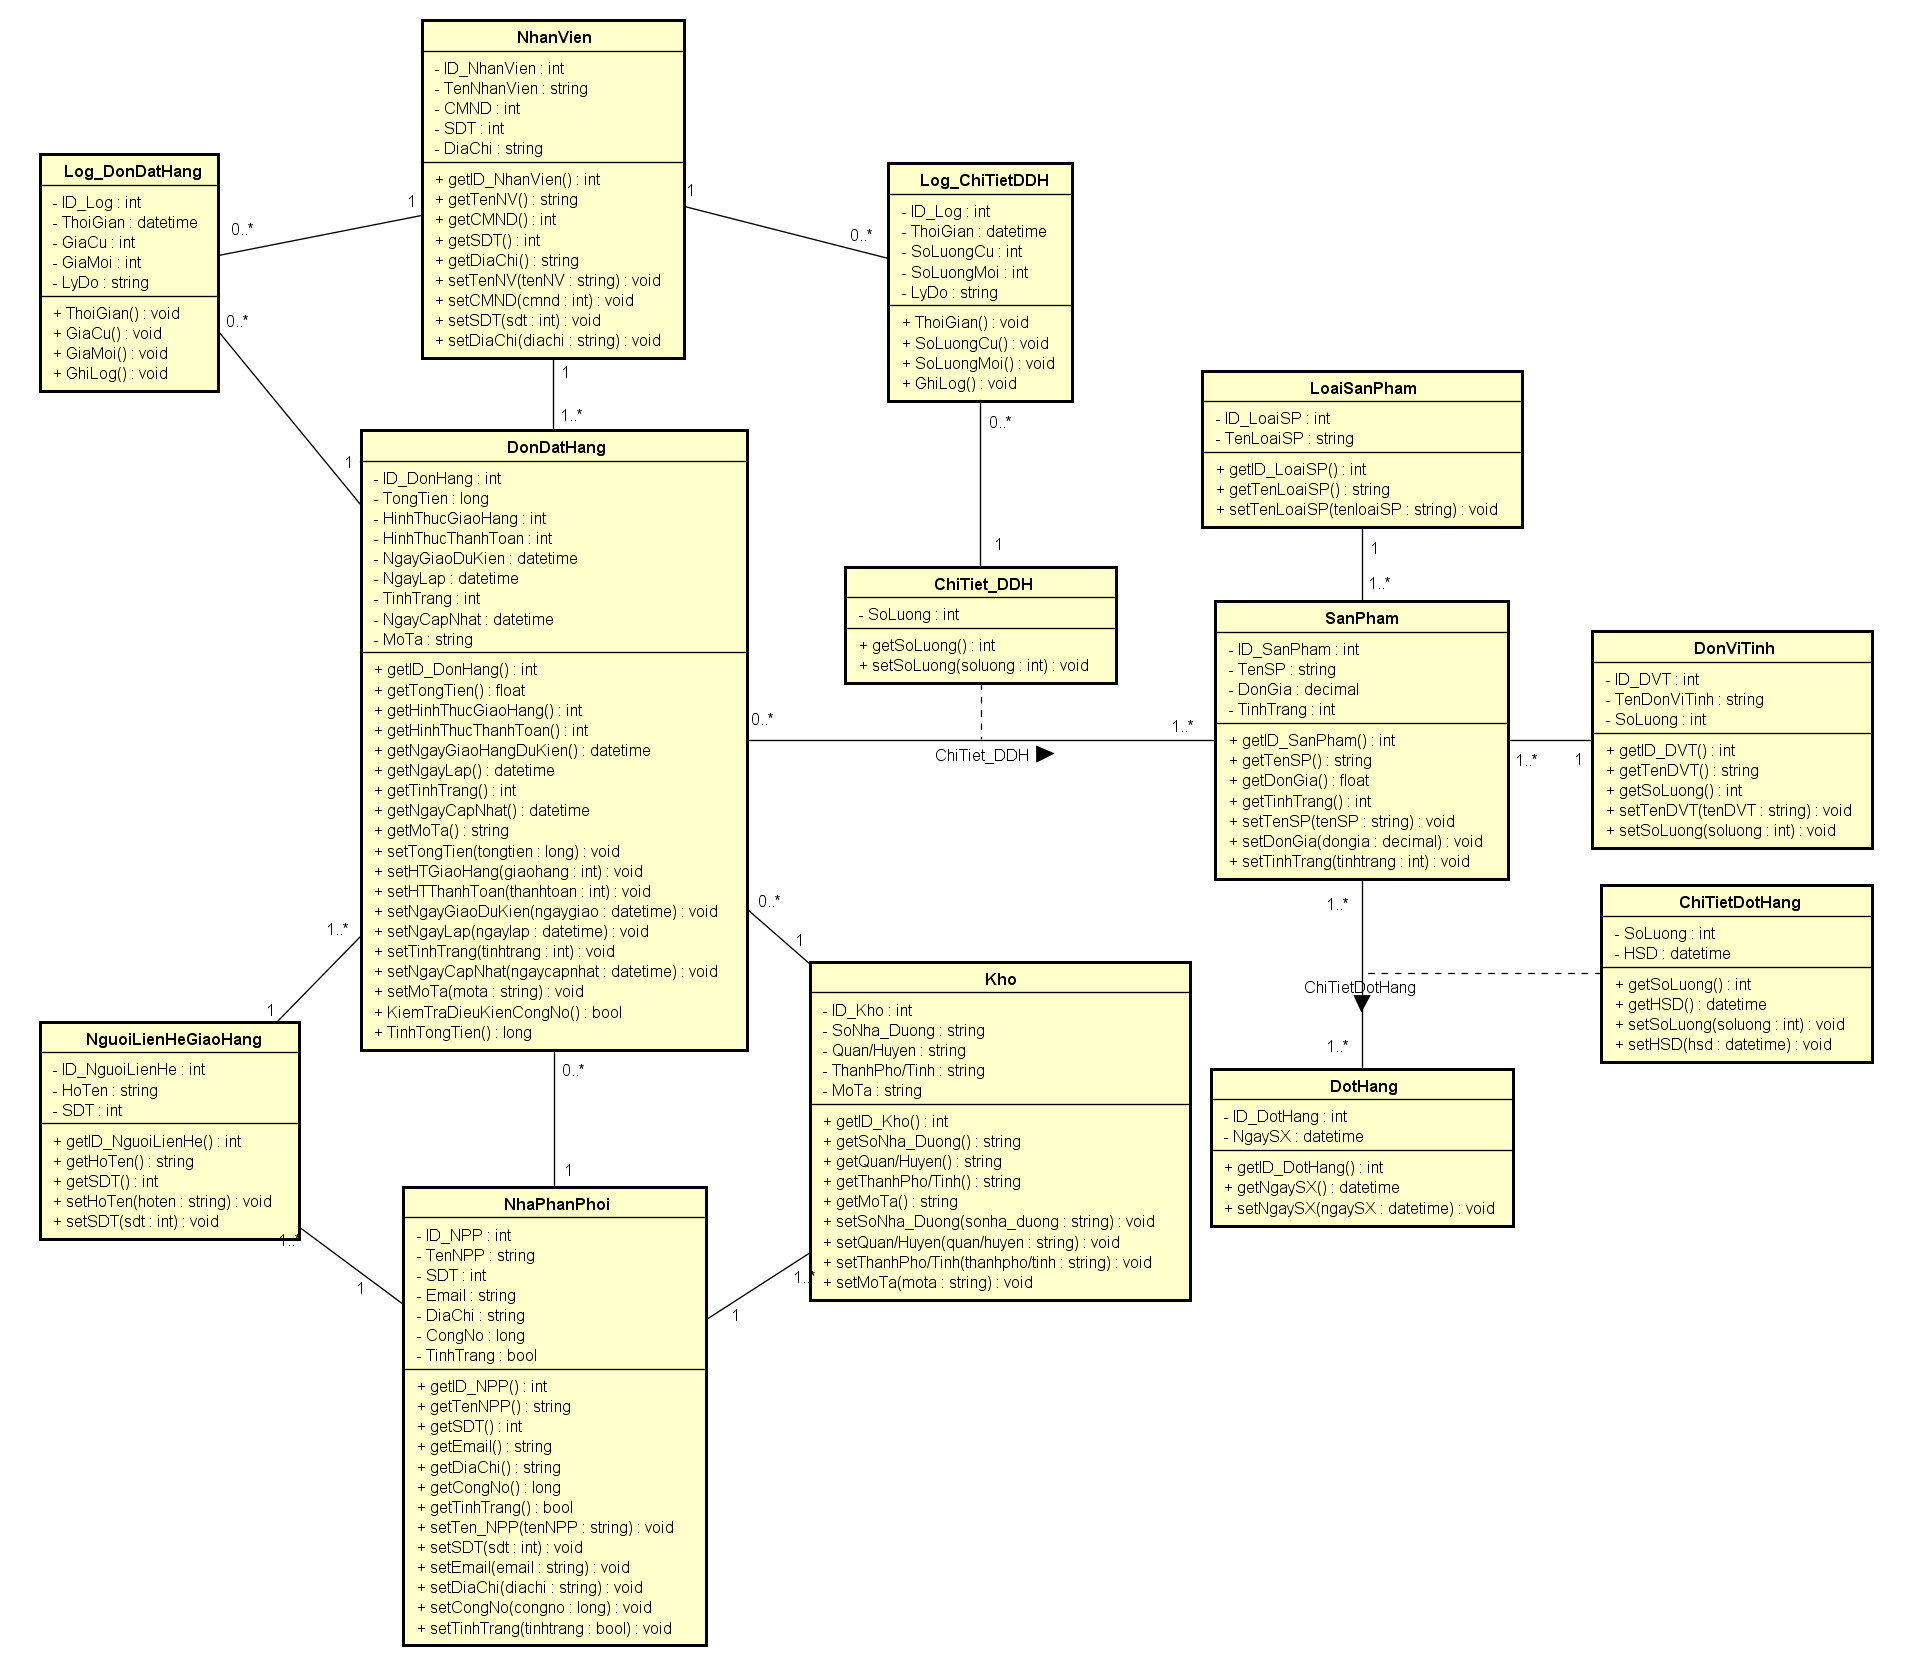 NhanVien
- ID_NhanVien : int
- TenNhanVien : string
- CMND : int
- SDT : int
- DiaChi : string
+ getID_NhanVien() : int
+ getTenNV() : string
+ getCMND() : int
+ getSDT() : int
+ getDiaChi() : string
+ setTenNV(tenNV : string) : void
+ setCMND(cmnd : int) : void
+ setSDT(sdt : int) : void
+ setDiaChi(diachi : string) : void
Log_DonDatHang
- ID_Log : int
- ThoiGian : datetime
- GiaCu : int
- GiaMoi : int
- LyDo : string
+ ThoiGian() : void
+ GiaCu() : void
+ GiaMoi() : void
+ GhiLog() : void
0..*
1
0..*
1
Log_ChiTietDDH
- ID_Log : int
- ThoiGian : datetime
- SoLuongCu : int
- SoLuongMoi : int
- LyDo : string
+ ThoiGian() : void
+ SoLuongCu() : void
+ SoLuongMoi() : void
+ GhiLog() : void
1
0..*
0..*
1
1
1..*
DonDatHang
- ID_DonHang : int
- TongTien : long
- HinhThucGiaoHang : int
- HinhThucThanhToan : int
- NgayGiaoDuKien : datetime
- NgayLap : datetime
- TinhTrang : int
- NgayCapNhat : datetime
- MoTa : string
+ getID_DonHang() : int
+ getTongTien() : float
+ getHinhThucGiaoHang() : int
+ getHinhThucThanhToan() : int
+ getNgayGiaoHangDuKien() : datetime
+ getNgayLap() : datetime
+ getTinhTrang() : int
+ getNgayCapNhat() : datetime
+ getMoTa() : string
+ setTongTien(tongtien : long) : void
+ setHTGiaoHang(giaohang : int) : void
+ setHTThanhToan(thanhtoan : int) : void
+ setNgayGiaoDuKien(ngaygiao : datetime) : void
+ setNgayLap(ngaylap : datetime) : void
+ setTinhTrang(tinhtrang : int) : void
+ setNgayCapNhat(ngaycapnhat : datetime) : void
+ setMoTa(mota : string) : void
+ KiemTraDieuKienCongNo() : bool
+ TinhTongTien() : long
ChiTiet_DDH
- SoLuong : int
+ getSoLuong() : int
+ setSoLuong(soluong : int) : void
0..*
1..*
ChiTiet_DDH
LoaiSanPham
- ID_LoaiSP : int
- TenLoaiSP : string
+ getID_LoaiSP() : int
+ getTenLoaiSP() : string
+ setTenLoaiSP(tenloaiSP : string) : void
1
1..*
SanPham
- ID_SanPham : int
- TenSP : string
- DonGia : decimal
- TinhTrang : int
+ getID_SanPham() : int
+ getTenSP() : string
+ getDonGia() : float
+ getTinhTrang() : int
+ setTenSP(tenSP : string) : void
+ setDonGia(dongia : decimal) : void
+ setTinhTrang(tinhtrang : int) : void
1..*
1
DonViTinh
- ID_DVT : int
- TenDonViTinh : string
- SoLuong : int
+ getID_DVT() : int
+ getTenDVT() : string
+ getSoLuong() : int
+ setTenDVT(tenDVT : string) : void
+ setSoLuong(soluong : int) : void
ChiTietDotHang
- SoLuong : int
- HSD : datetime
+ getSoLuong() : int
+ getHSD() : datetime
+ setSoLuong(soluong : int) : void
+ setHSD(hsd : datetime) : void
1..*
ChiTietDotHang
1..*
DotHang
- ID_DotHang : int
- NgaySX : datetime
+ getID_DotHang() : int
+ getNgaySX() : datetime
+ setNgaySX(ngaySX : datetime) : void
0..*
1
Kho
- ID_Kho : int
- SoNha_Duong : string
- Quan/Huyen : string
- ThanhPho/Tinh : string
- MoTa : string
+ getID_Kho() : int
+ getSoNha_Duong() : string
+ getQuan/Huyen() : string
+ getThanhPho/Tinh() : string
+ getMoTa() : string
+ setSoNha_Duong(sonha_duong : string) : void
+ setQuan/Huyen(quan/huyen : string) : void
+ setThanhPho/Tinh(thanhpho/tinh : string) : void
+ setMoTa(mota : string) : void
1..*
1
1..*
1
NguoiLienHeGiaoHang
- ID_NguoiLienHe : int
- HoTen : string
- SDT : int
+ getID_NguoiLienHe() : int
+ getHoTen() : string
+ getSDT() : int
+ setHoTen(hoten : string) : void
+ setSDT(sdt : int) : void
1..*
1
0..*
1
NhaPhanPhoi
- ID_NPP : int
- TenNPP : string
- SDT : int
- Email : string
- DiaChi : string
- CongNo : long
- TinhTrang : bool
+ getID_NPP() : int
+ getTenNPP() : string
+ getSDT() : int
+ getEmail() : string
+ getDiaChi() : string
+ getCongNo() : long
+ getTinhTrang() : bool
+ setTen_NPP(tenNPP : string) : void
+ setSDT(sdt : int) : void
+ setEmail(email : string) : void
+ setDiaChi(diachi : string) : void
+ setCongNo(congno : long) : void
+ setTinhTrang(tinhtrang : bool) : void